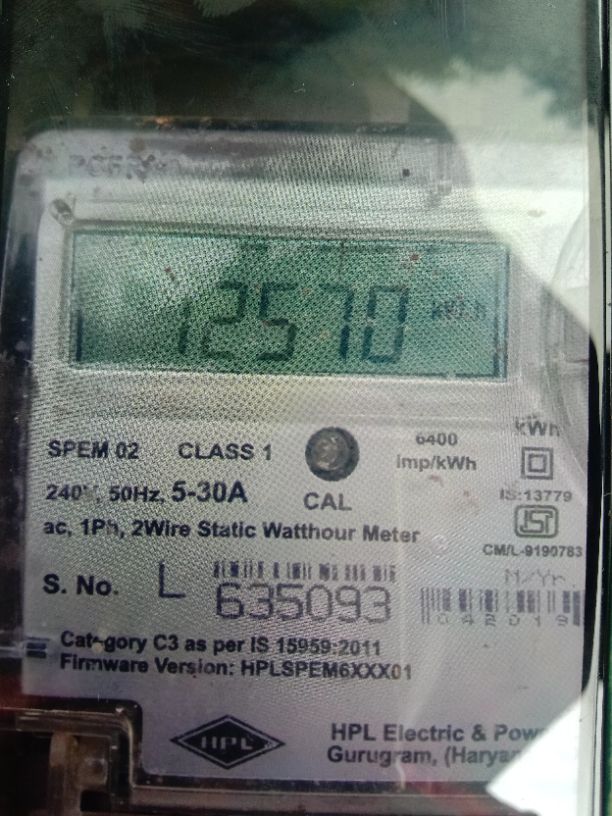 12570 kWh
SPEM 02 CLASS 1
6400
imp/kWh
kWh
240V, 50Hz, 5-30A
CAL
IS:13779
ac, 1Ph, 2Wire Static Watthour Meter
CM/L-9190783
S. No. L 635093
M/Yr
042019
Category C3 as per IS 15959:2011
Firmware Version: HPLSPEM6XXX01
HPL
HPL Electric &
Gurugram,